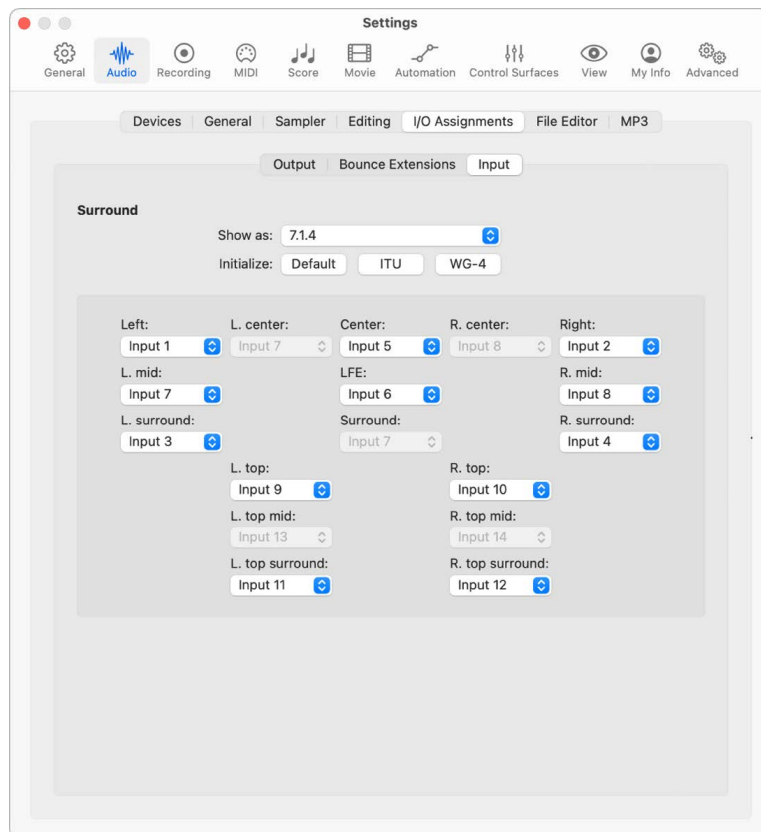 Settings
General Audio Recording MIDI Score Movie Automation Control Surfaces View My Info Advanced
Devices General Sampler Editing I/O Assignments File Editor MP3
Output Bounce Extensions Input
Surround
Show as: 7.1.4
Initialize: Default ITU WG-4
Left: L. center: Center: R. center: Right:
Input 1 Input 7 Input 5 Input 8 Input 2
L. mid: LFE: R. mid:
Input 7 Input 6 Input 8
L. surround: Surround: R. surround:
Input 3 Input 7 Input 4
L. top: R. top:
Input 9 Input 10
L. top mid: R. top mid:
Input 13 Input 14
L. top surround: R. top surround:
Input 11 Input 12